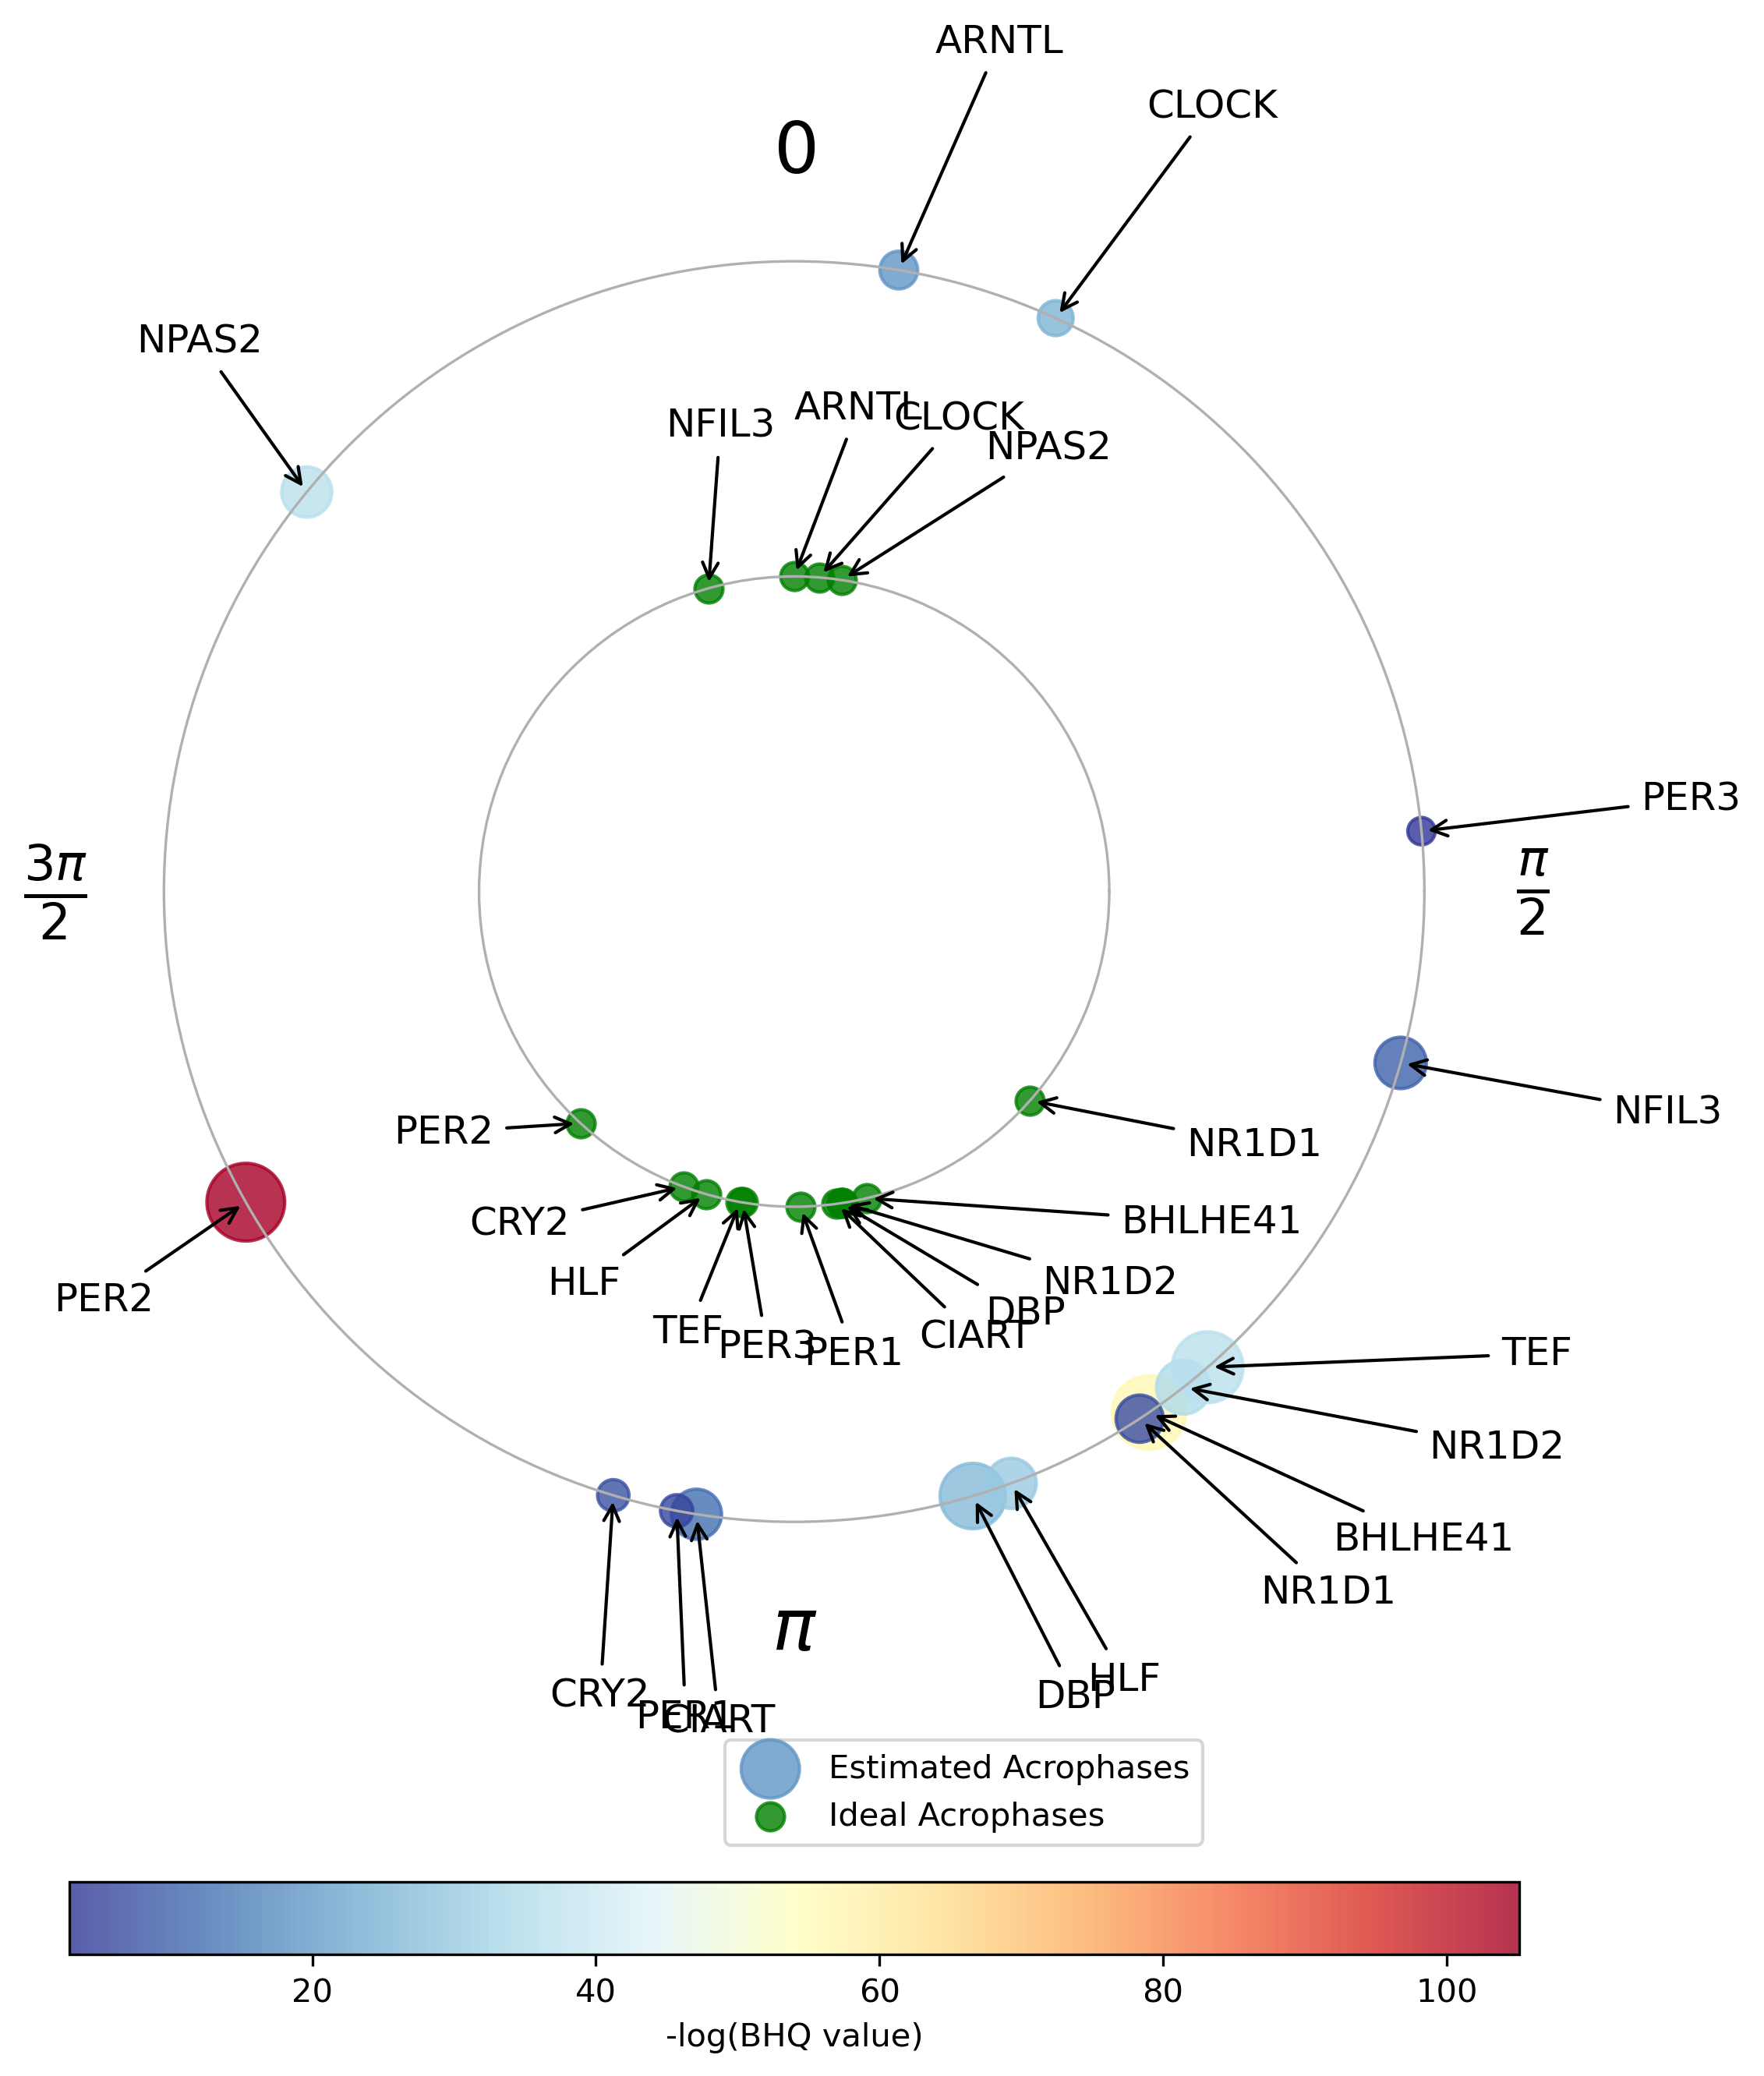 ARNTL
CLOCK
0
NPAS2
ARNTL
CLOCK
NFIL3
NPAS2
PER3
3π
2
π
2
NFIL3
PER2
NR1D1
CRY2
BHLHE41
HLF
NR1D2
PER2
DBP
TEF
CIART
PER3
PER1
TEF
NR1D2
BHLHE41
NR1D1
π
HLF
CRY2
DBP
PER1
CIART
Estimated Acrophases
Ideal Acrophases
20 40 60 80 100
-log(BHQ value)